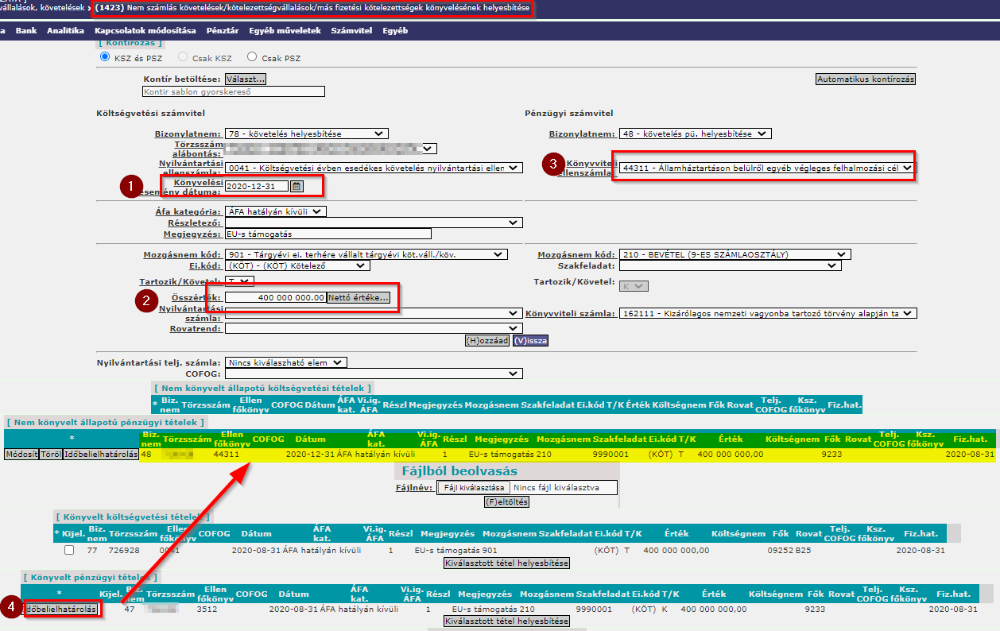 vállalások, követelések › (1423) Nem számlás követelések/kötelezettségvállalások/más fizetési kötelezettségek könyvelésének helyesbítése
a Bank Analitika Kapcsolatok módosítása Pénztár Egyéb műveletek Számvitel Egyéb
[ Kontírozás ]
KSZ és PSZ Csak KSZ Csak PSZ
Kontír betöltése: Választ... Automatikus kontírozás
Kontír sablon gyorskereső
Költségvetési számvitel Pénzügyi számvitel
Bizonylatnem: 78 - követelés helyesbítése Bizonylatnem: 48 - követelés pü. helyesbítése
Törzsszám alábontás:
Nyilvántartási ellenszámla: 0041 - Költségvetési évben esedékes követelés nyilvántartási ellen 3 Könyvviteli ellenszámla: 44311 - Államháztartáson belülről egyéb végleges felhalmozási cél
1 Könyvelési esemény dátuma: 2020-12-31
Áfa kategória: ÁFA hatályán kívüli
Részletező:
Megjegyzés: EU-s támogatás
Mozgásnem kód: 901 - Tárgyévi ei. terhére vállalt tárgyévi köt.váll./köv. Mozgásnem kód: 210 - BEVÉTEL (9-ES SZÁMLAOSZTÁLY)
Ei.kód: (KÖT) - (KÖT) Kötelező Szakfeladat:
Tartozik/Követel: T Tartozik/Követel: K
2 Összérték: 400 000 000.00 Nettó értéke...
Nyilvántartási számla: Könyvviteli számla: 162111 - Kizárólagos nemzeti vagyonba tartozó törvény alapján ta
Rovatrend:
(H)ozzáad (V)issza
Nyilvántartási telj. számla: Nincs kiválaszható elem
COFOG:
[ Nem könyvelt állapotú költségvetési tételek ]
* Biz. nem Törzsszám Ellen főkönyv COFOG Dátum ÁFA kat. Vi.ig. ÁFA Részl Megjegyzés Mozgásnem Szakfeladat Ei.kód T/K Érték Költségnem Fők Rovat Telj. COFOG Ksz. főkönyv Fiz.hat.
[ Nem könyvelt állapotú pénzügyi tételek ]
* Biz. nem Törzsszám Ellen főkönyv COFOG Dátum ÁFA kat. Vi.ig. ÁFA Részl Megjegyzés Mozgásnem Szakfeladat Ei.kód T/K Érték Költségnem Fők Rovat Telj. COFOG Ksz. főkönyv Fiz.hat.
Módosít Töröl Időbelielhatárolás 48 44311 2020-12-31 ÁFA hatályán kívüli 1 EU-s támogatás 210 9990001 (KÖT) T 400 000 000,00 9233 2020-08-31
Fájlból beolvasás
Fájlnév: Fájl kiválasztása Nincs fájl kiválasztva
(F)eltöltés
[ Könyvelt költségvetési tételek ]
* Kijel. Biz. nem Törzsszám Ellen főkönyv COFOG Dátum ÁFA kat. Vi.ig. ÁFA Részl Megjegyzés Mozgásnem Szakfeladat Ei.kód T/K Érték Költségnem Fők Rovat Telj. COFOG Ksz. főkönyv Fiz.hat.
77 726928 0041 2020-08-31 ÁFA hatályán kívüli 1 EU-s támogatás 901 (KÖT) T 400 000 000,00 09252 B25 2020-08-31
Kiválasztott tétel helyesbítése
[ Könyvelt pénzügyi tételek ]
* Kijel. Biz. nem Törzsszám Ellen főkönyv COFOG Dátum ÁFA kat. Vi.ig. ÁFA Részl Megjegyzés Mozgásnem Szakfeladat Ei.kód T/K Érték Költségnem Fők Rovat Telj. COFOG Ksz. főkönyv Fiz.hat.
4 dőbelielhatárolás 47 3512 2020-08-31 ÁFA hatályán kívüli 1 EU-s támogatás 210 9990001 (KÖT) K 400 000 000,00 9233 2020-08-31
Kiválasztott tétel helyesbítése